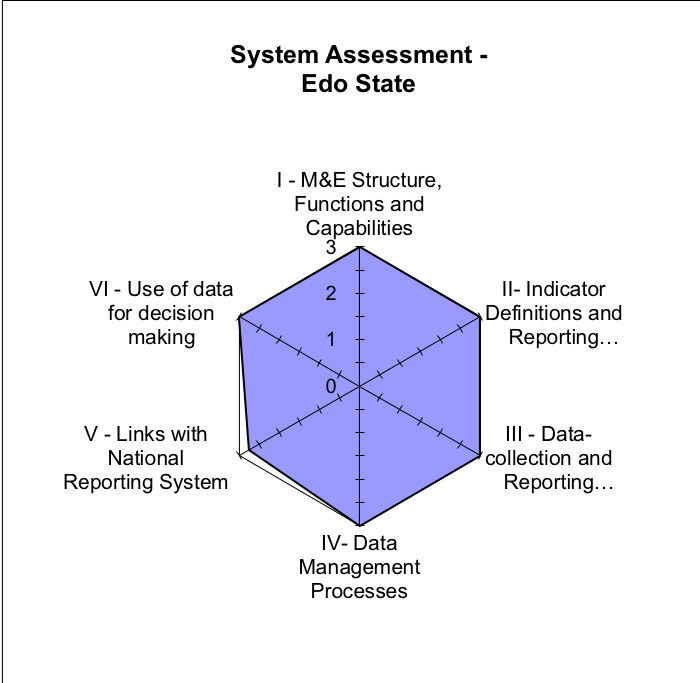 System Assessment -
Edo State
I - M&E Structure,
Functions and
Capabilities
3
2
1
0
VI - Use of data
for decision
making
II- Indicator
Definitions and
Reporting…
V - Links with
National
Reporting System
III - Data-
collection and
Reporting…
IV- Data
Management
Processes